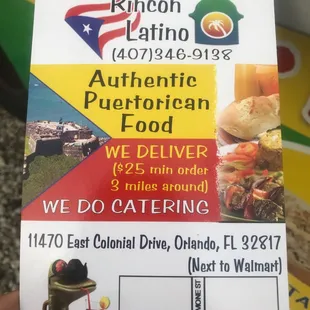 Rincon
Latino
(407)346-9138
Authentic
Puertorican
Food
WE DELIVER
($25 min order
3 miles around)
WE DO CATERING
11470 East Colonial Drive, Orlando, FL 32817
(Next to Walmart)